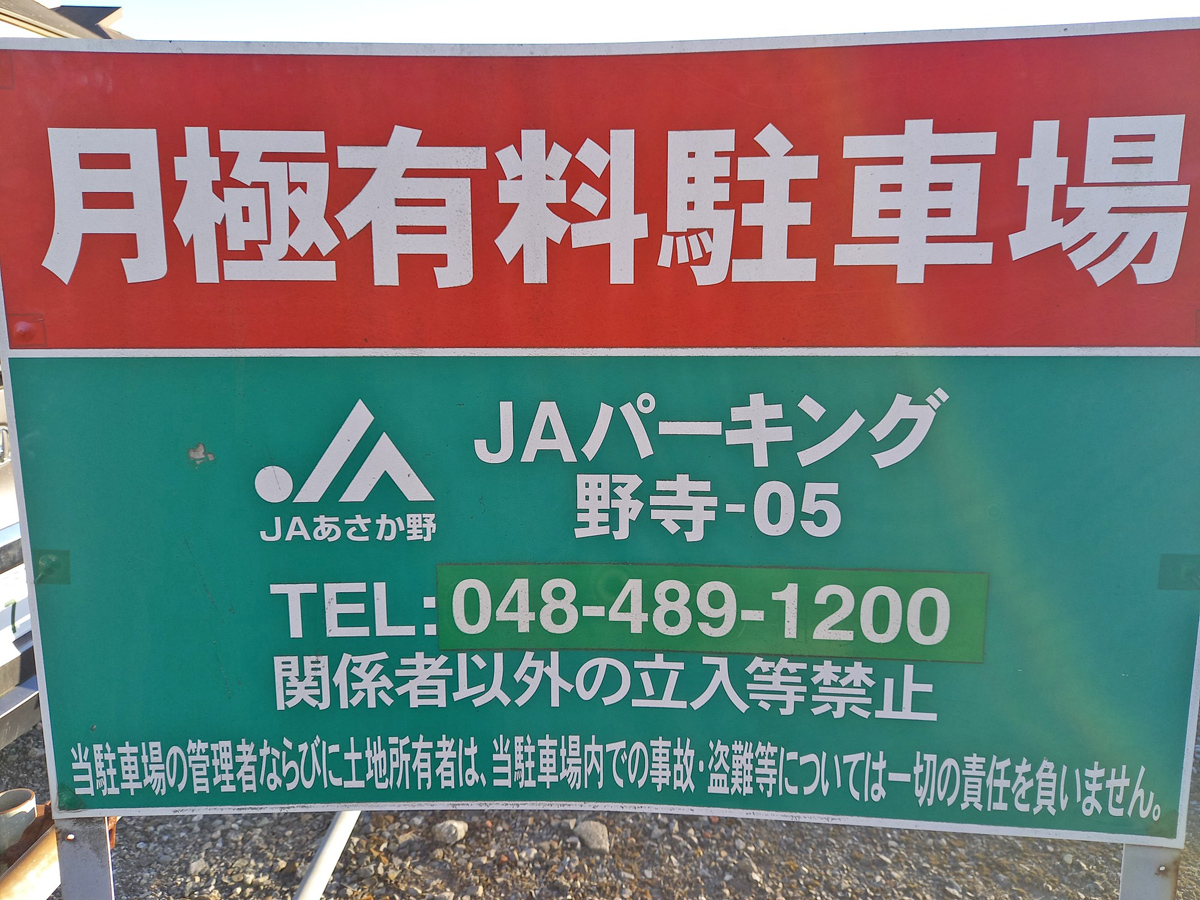 月極有料駐車場
JAパーキング
野寺-05
JAあさか野
TEL:048-489-1200
関係者以外の立入等禁止
当駐車場の管理者ならびに土地所有者は、当駐車場内での事故・盗難等については一切の責任を負いません。